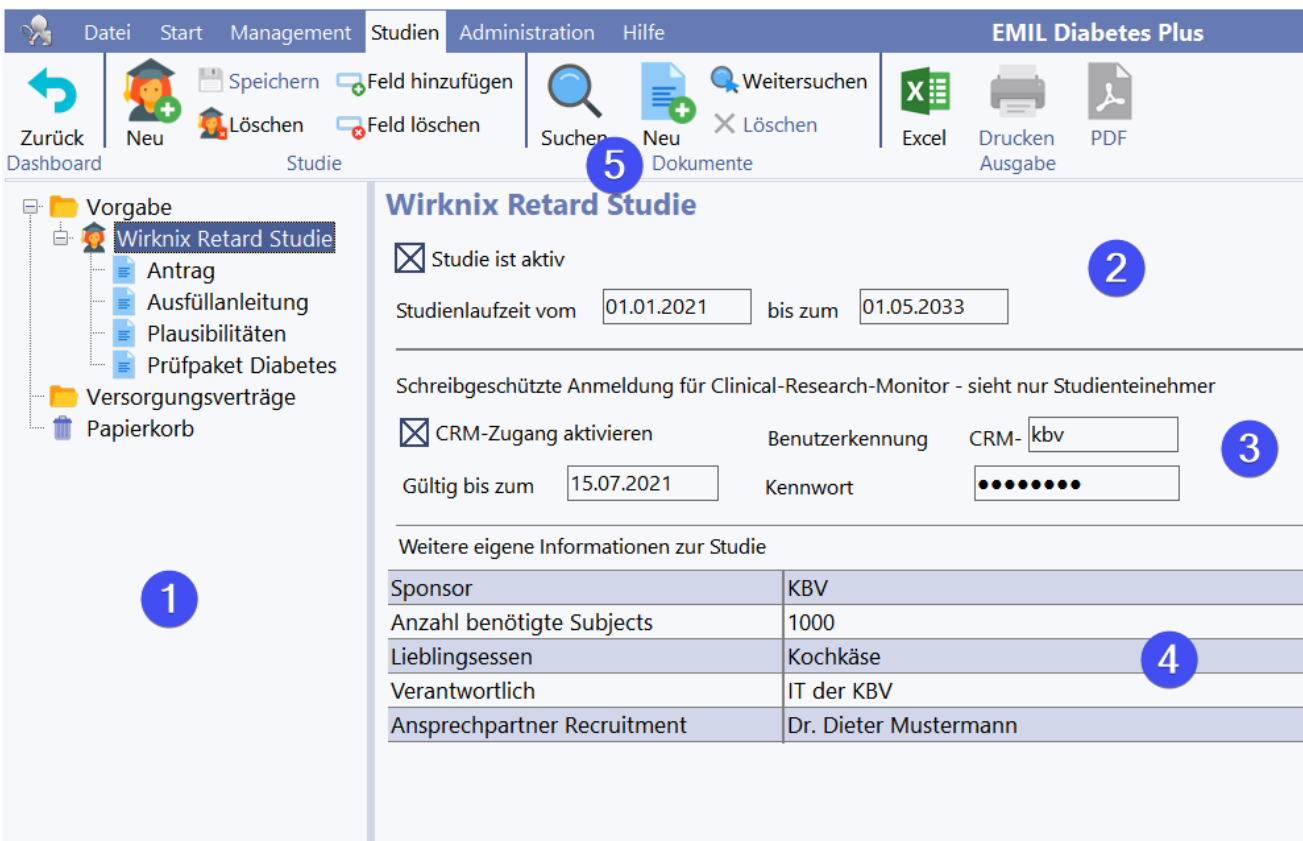 Datei Start Management Studien Administration Hilfe EMIL Diabetes Plus
Speichern Feld hinzufügen Weitersuchen
Löschen Feld löschen Löschen
Zurück Neu Suchen Neu Excel Drucken PDF
Dashboard Studie 5 Dokumente Ausgabe
Vorgabe
Wirknix Retard Studie
Antrag
Ausfüllanleitung
Plausibilitäten
Prüfpaket Diabetes
Versorgungsverträge
Papierkorb
1
Wirknix Retard Studie
Studie ist aktiv 2
Studienlaufzeit vom 01.01.2021 bis zum 01.05.2033
Schreibgeschützte Anmeldung für Clinical-Research-Monitor - sieht nur Studienteinehmer
CRM-Zugang aktivieren Benutzerkennung CRM- kbv 3
Gültig bis zum 15.07.2021 Kennwort ●●●●●●●●
Weitere eigene Informationen zur Studie
Sponsor KBV
Anzahl benötigte Subjects 1000
Lieblingsessen Kochkäse 4
Verantwortlich IT der KBV
Ansprechpartner Recruitment Dr. Dieter Mustermann